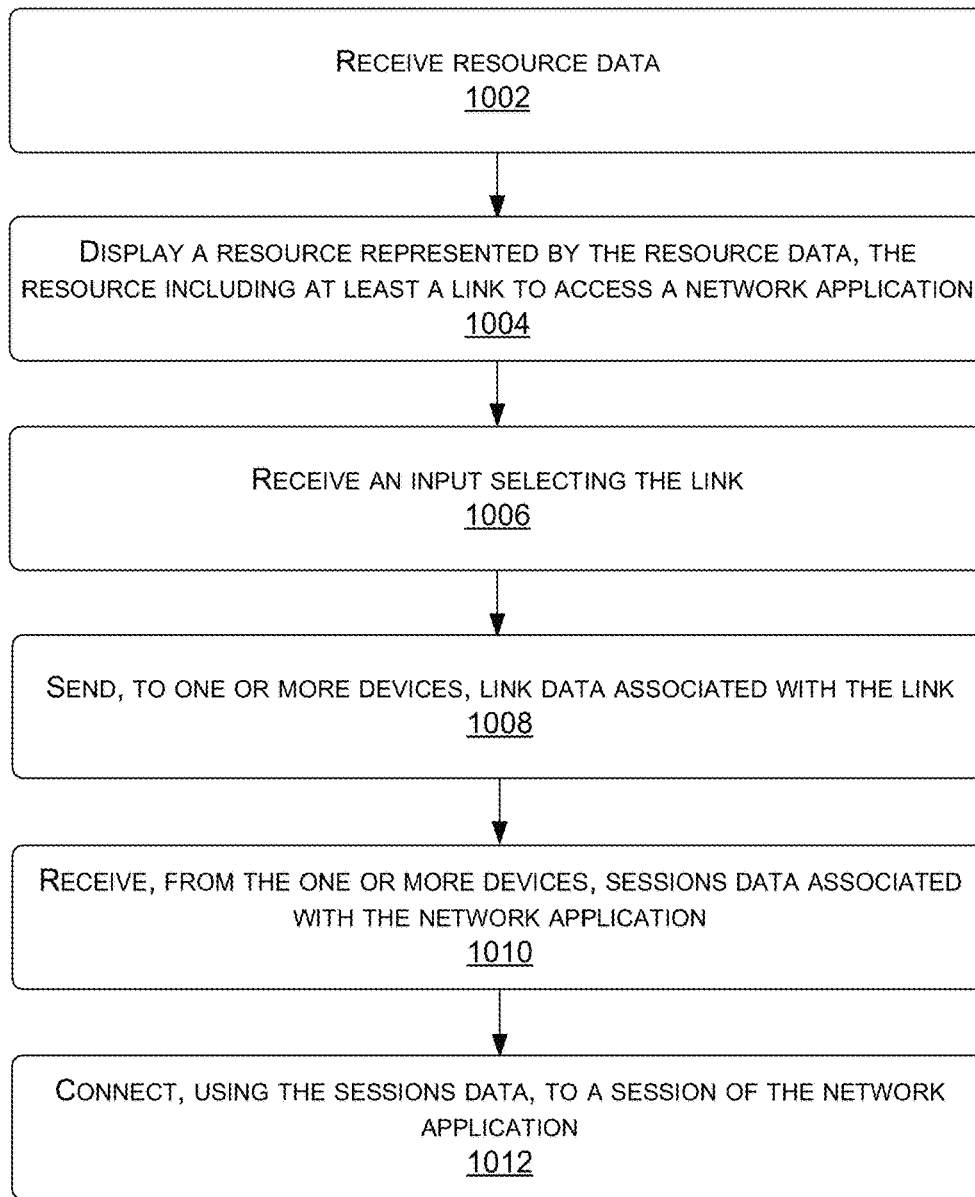 RECEIVE RESOURCE DATA
1002
DISPLAY A RESOURCE REPRESENTED BY THE RESOURCE DATA, THE
RESOURCE INCLUDING AT LEAST A LINK TO ACCESS A NETWORK APPLICATION
1004
RECEIVE AN INPUT SELECTING THE LINK
1006
SEND, TO ONE OR MORE DEVICES, LINK DATA ASSOCIATED WITH THE LINK
1008
RECEIVE, FROM THE ONE OR MORE DEVICES, SESSIONS DATA ASSOCIATED
WITH THE NETWORK APPLICATION
1010
CONNECT, USING THE SESSIONS DATA, TO A SESSION OF THE NETWORK
APPLICATION
1012